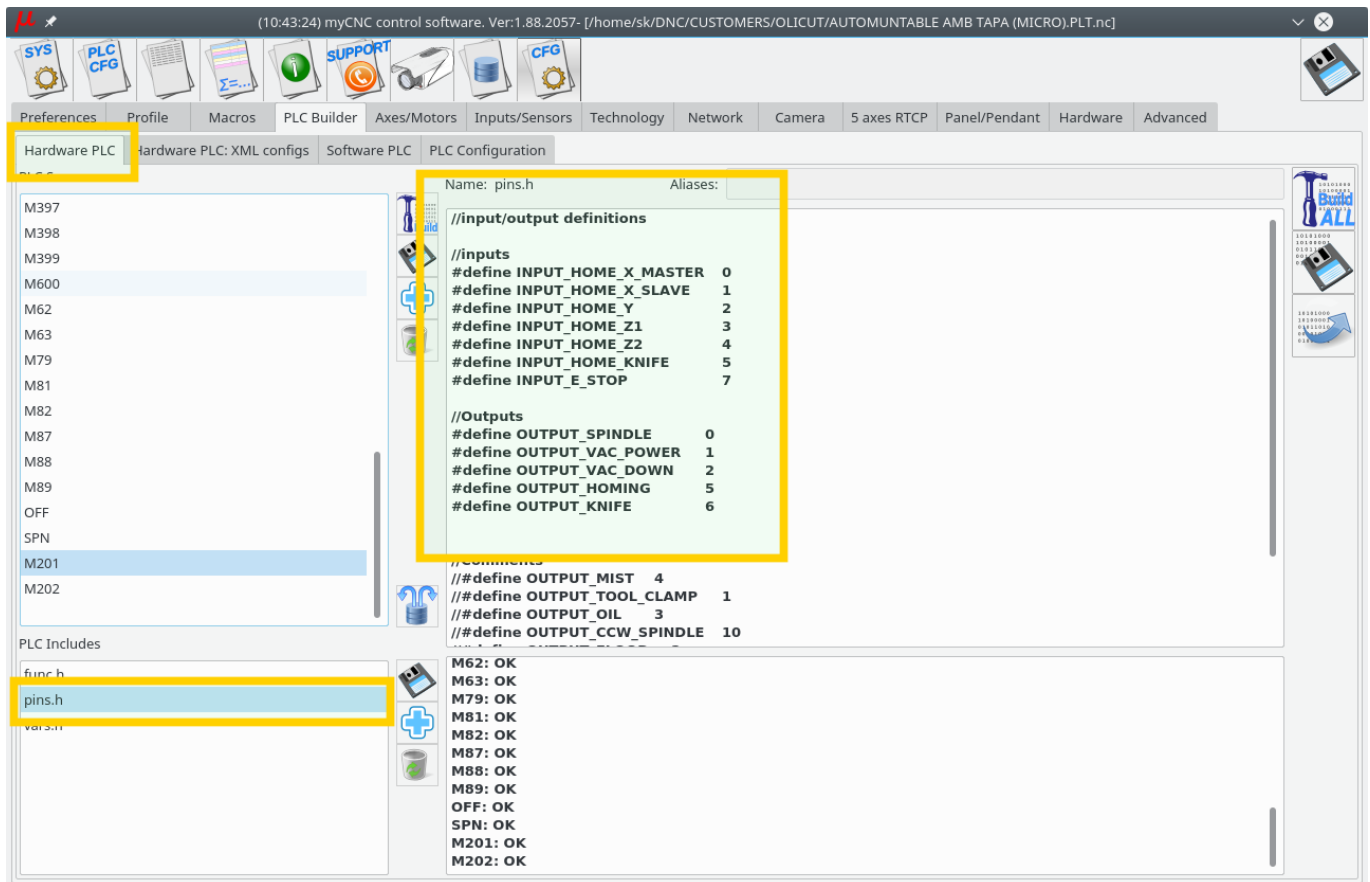 (10:43:24) myCNC control software. Ver:1.88.2057- [/home/sk/DNC/CUSTOMERS/OLICUT/AUTOMUNTABLE AMB TAPA (MICRO).PLT.nc]
SYS
PLC CFG
Σ=...
SUPPORT
CFG
Preferences Profile Macros PLC Builder Axes/Motors Inputs/Sensors Technology Network Camera 5 axes RTCP Panel/Pendant Hardware Advanced
Hardware PLC Hardware PLC: XML configs Software PLC PLC Configuration
Name: pins.h Aliases:
M397
M398
M399
M600
M62
M63
M79
M81
M82
M87
M88
M89
OFF
SPN
M201
M202
Build
//input/output definitions
//inputs
#define INPUT_HOME_X_MASTER 0
#define INPUT_HOME_X_SLAVE 1
#define INPUT_HOME_Y 2
#define INPUT_HOME_Z1 3
#define INPUT_HOME_Z2 4
#define INPUT_HOME_KNIFE 5
#define INPUT_E_STOP 7
//Outputs
#define OUTPUT_SPINDLE 0
#define OUTPUT_VAC_POWER 1
#define OUTPUT_VAC_DOWN 2
#define OUTPUT_HOMING 5
#define OUTPUT_KNIFE 6
//Comments
//#define OUTPUT_MIST 4
//#define OUTPUT_TOOL_CLAMP 1
//#define OUTPUT_OIL 3
//#define OUTPUT_CCW_SPINDLE 10
Build ALL
PLC Includes
func.h
pins.h
vars.h
M62: OK
M63: OK
M79: OK
M81: OK
M82: OK
M87: OK
M88: OK
M89: OK
OFF: OK
SPN: OK
M201: OK
M202: OK